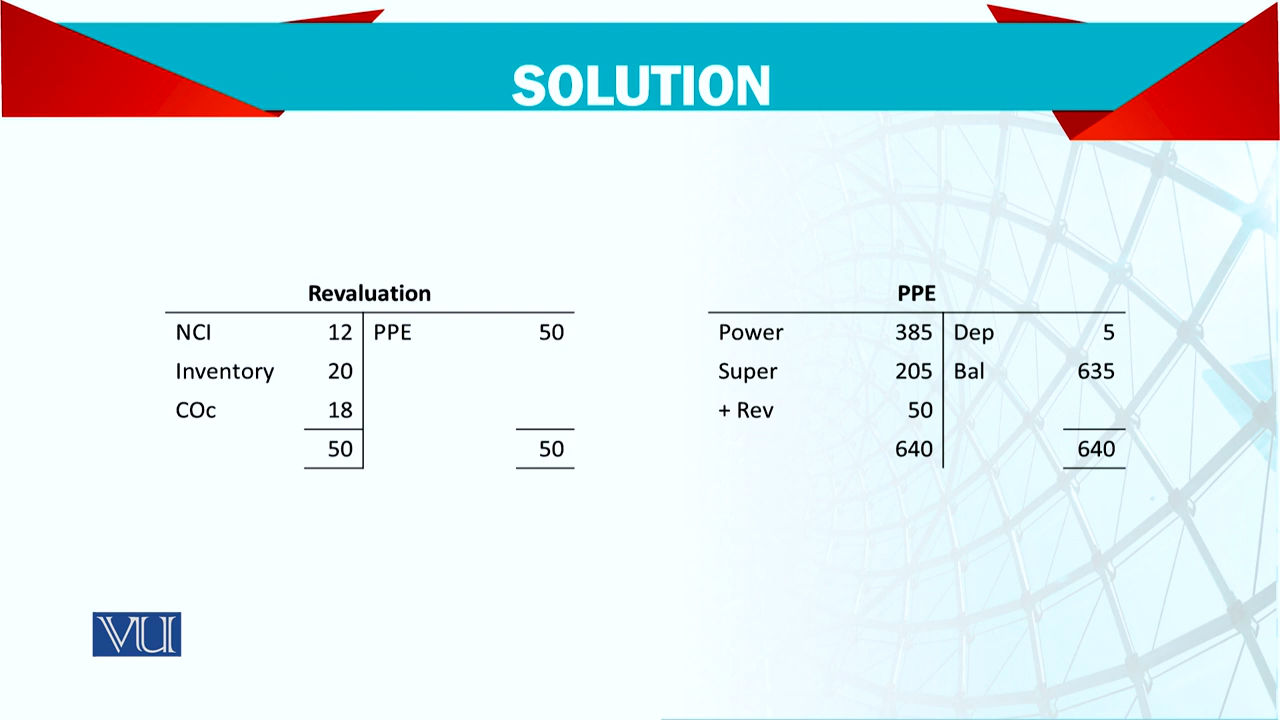 SOLUTION
Revaluation
NCI 12 PPE 50
Inventory 20
COc 18
50 50
PPE
Power 385 Dep 5
Super 205 Bal 635
+ Rev 50
640 640
VU